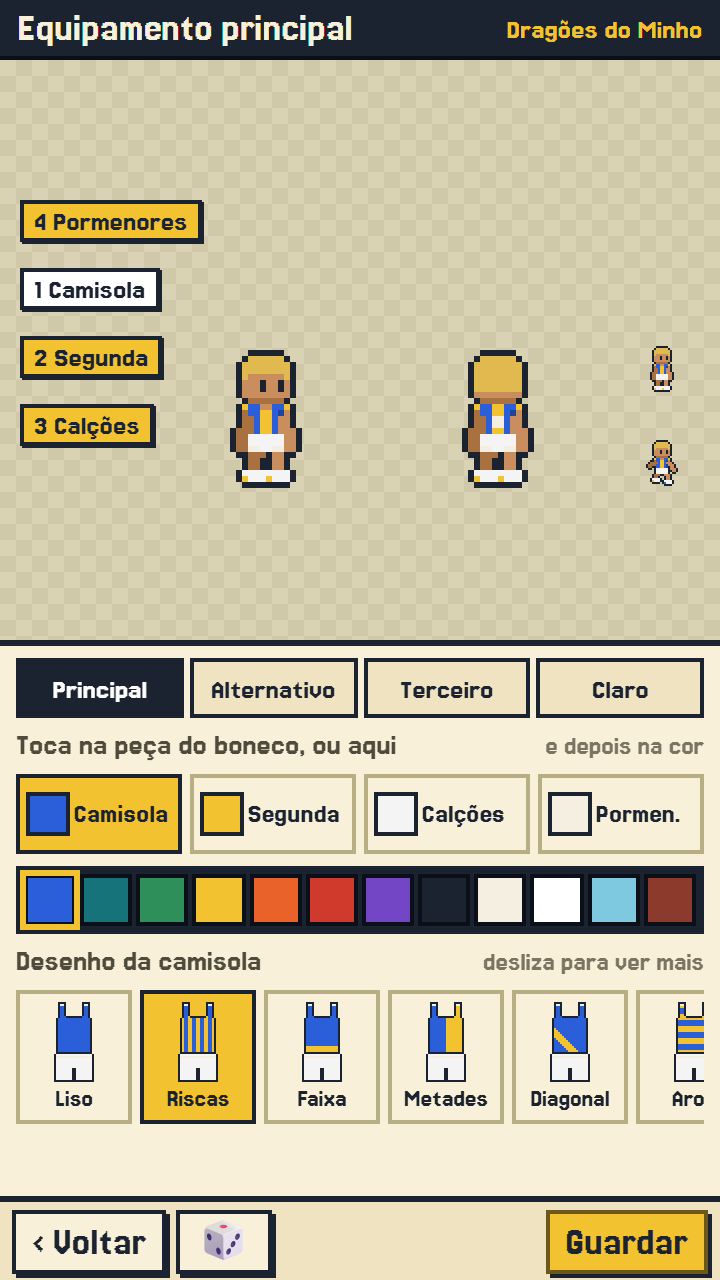 Equipamento principal
Dragões do Minho
4 Pormenores
1 Camisola
2 Segunda
3 Calções
Principal
Alternativo
Terceiro
Claro
Toca na peça do boneco, ou aqui
e depois na cor
Camisola
Segunda
Calções
Pormen.
Desenho da camisola
desliza para ver mais
Liso
Riscas
Faixa
Metades
Diagonal
Aro
‹ Voltar
Guardar